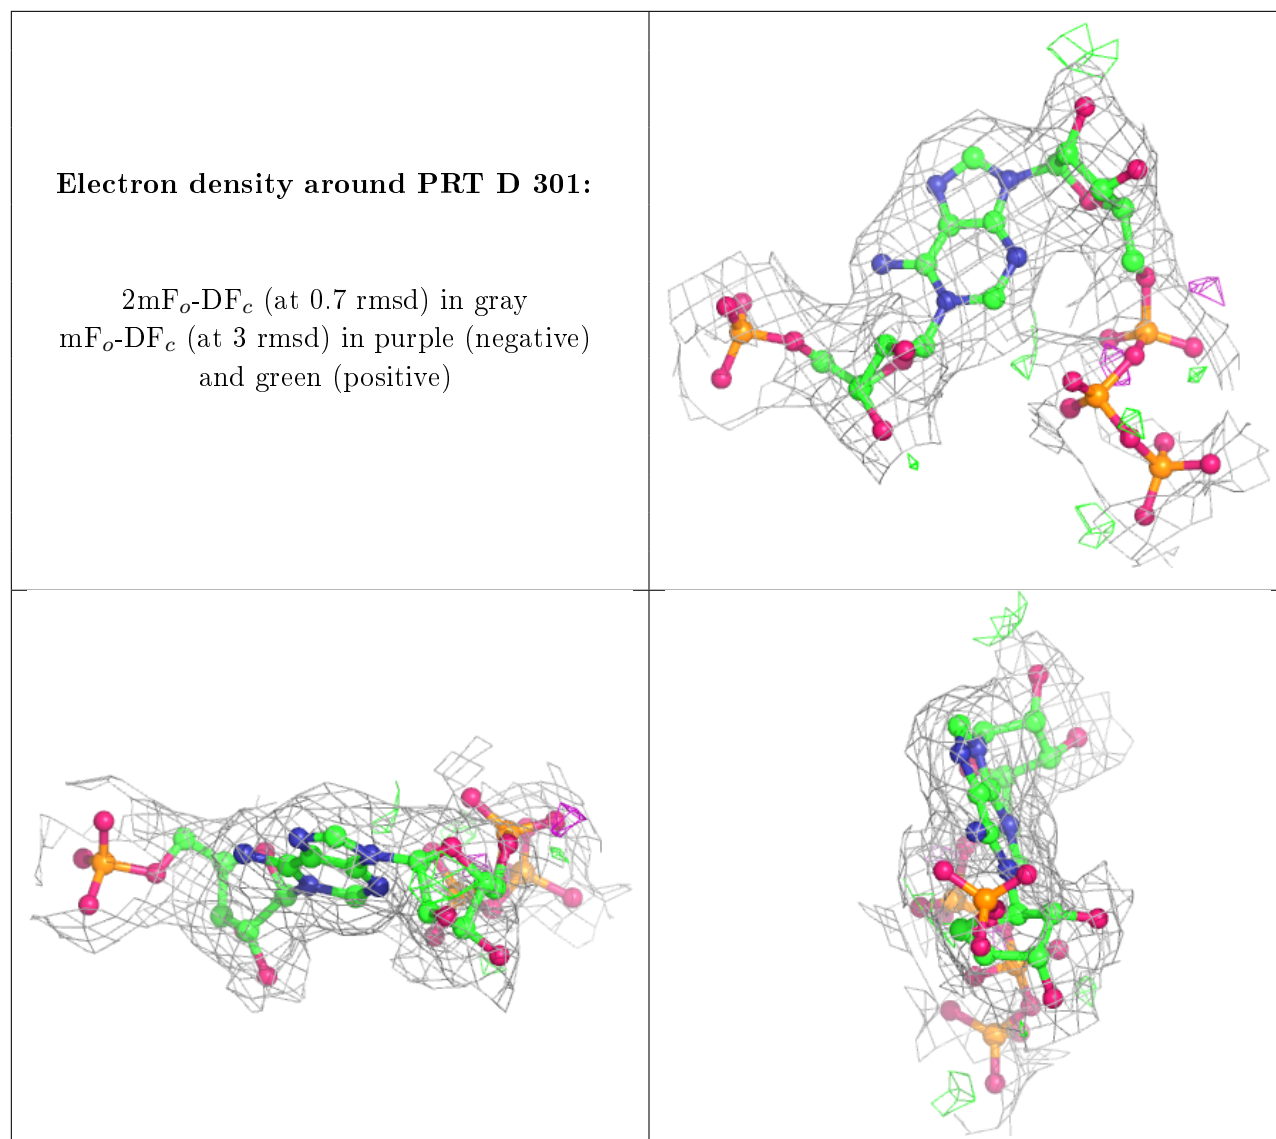 Electron density around PRT D 301:
2mFo-DFc (at 0.7 rmsd) in gray
mFo-DFc (at 3 rmsd) in purple (negative)
and green (positive)